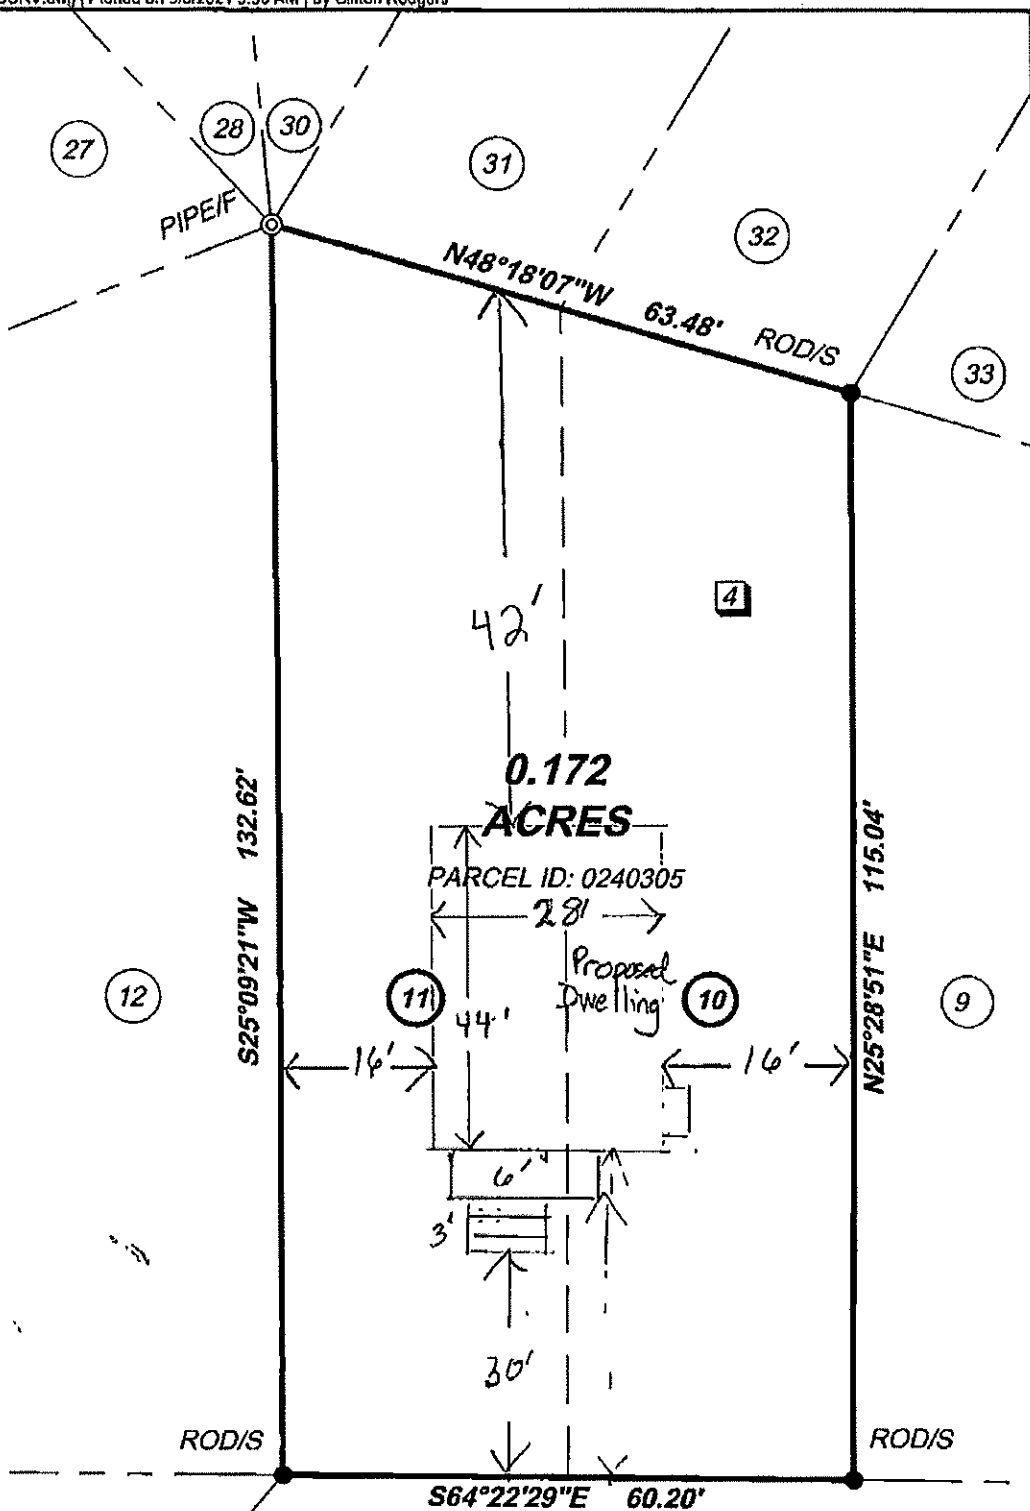 27
28
30
31
32
33
PIPE/F
N48°18'07"W 63.48'
ROD/S
4
42'
0.172
ACRES
PARCEL ID: 0240305
28'
Proposed
Dwelling
S25°09'21"W 132.62'
N25°28'51"E 115.04'
12
11
10
9
44'
16'
16'
6'
3'
30'
ROD/S
ROD/S
S64°22'29"E 60.20'